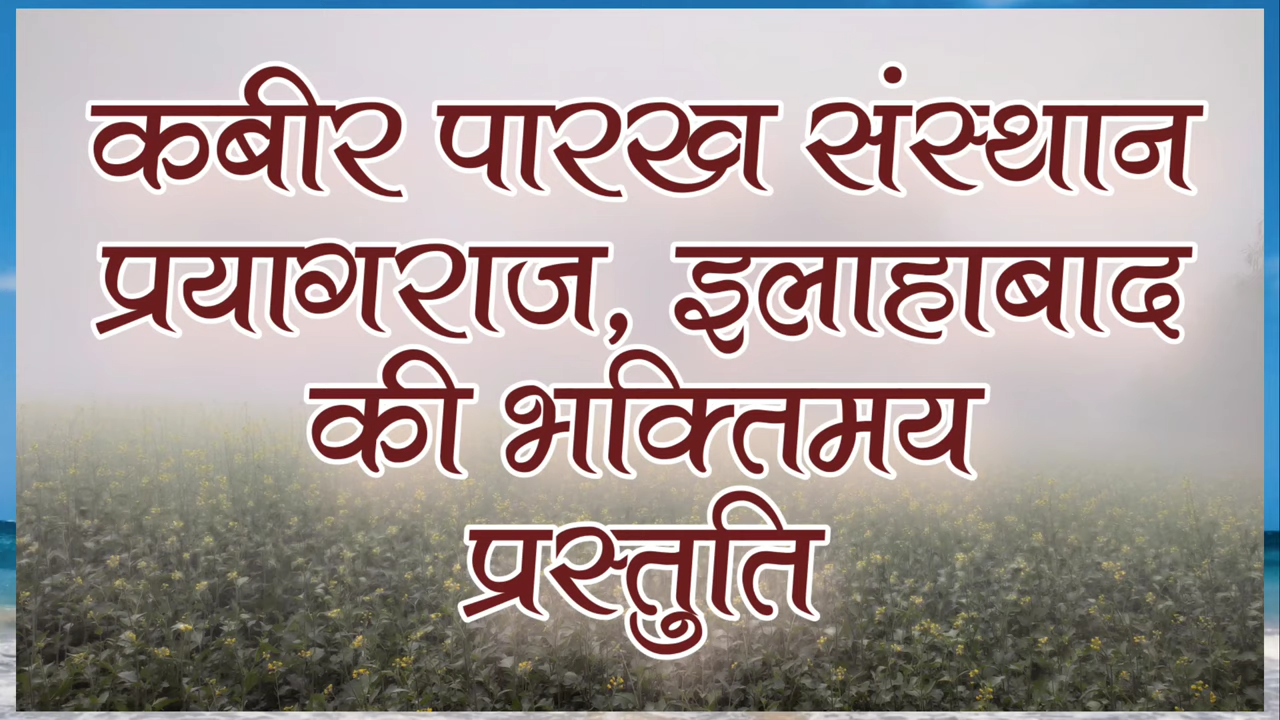 कबीर पारख संस्थान
प्रयागराज, इलाहाबाद
की भक्तिमय
प्रस्तुति